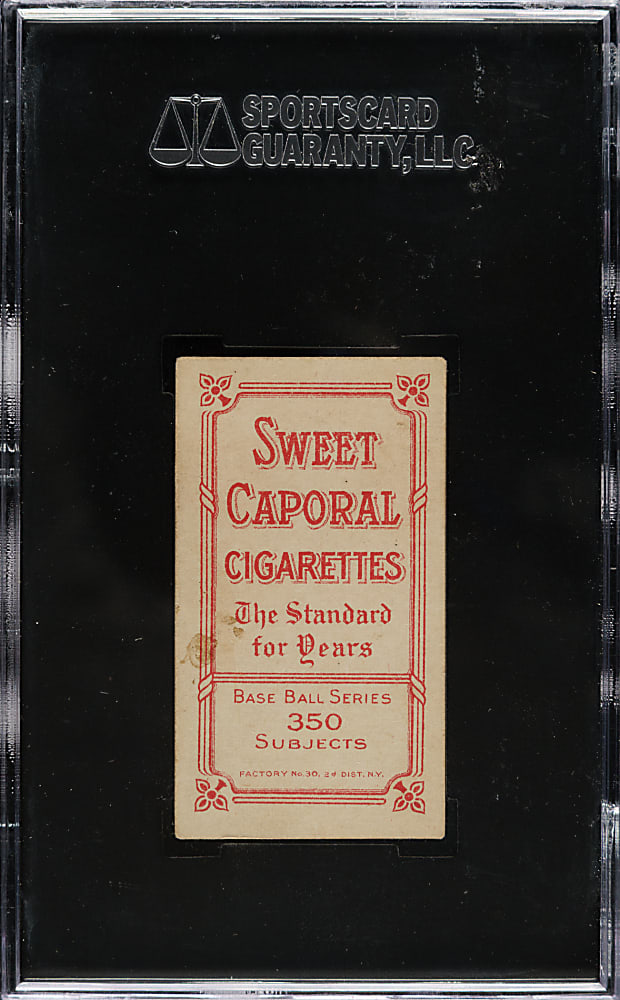 SPORTSCARD
GUARANTY, LLC
SWEET
CAPORAL
CIGARETTES
The Standard
for Years
BASE BALL SERIES
350
SUBJECTS
FACTORY No. 30, 2d DIST. N.Y.